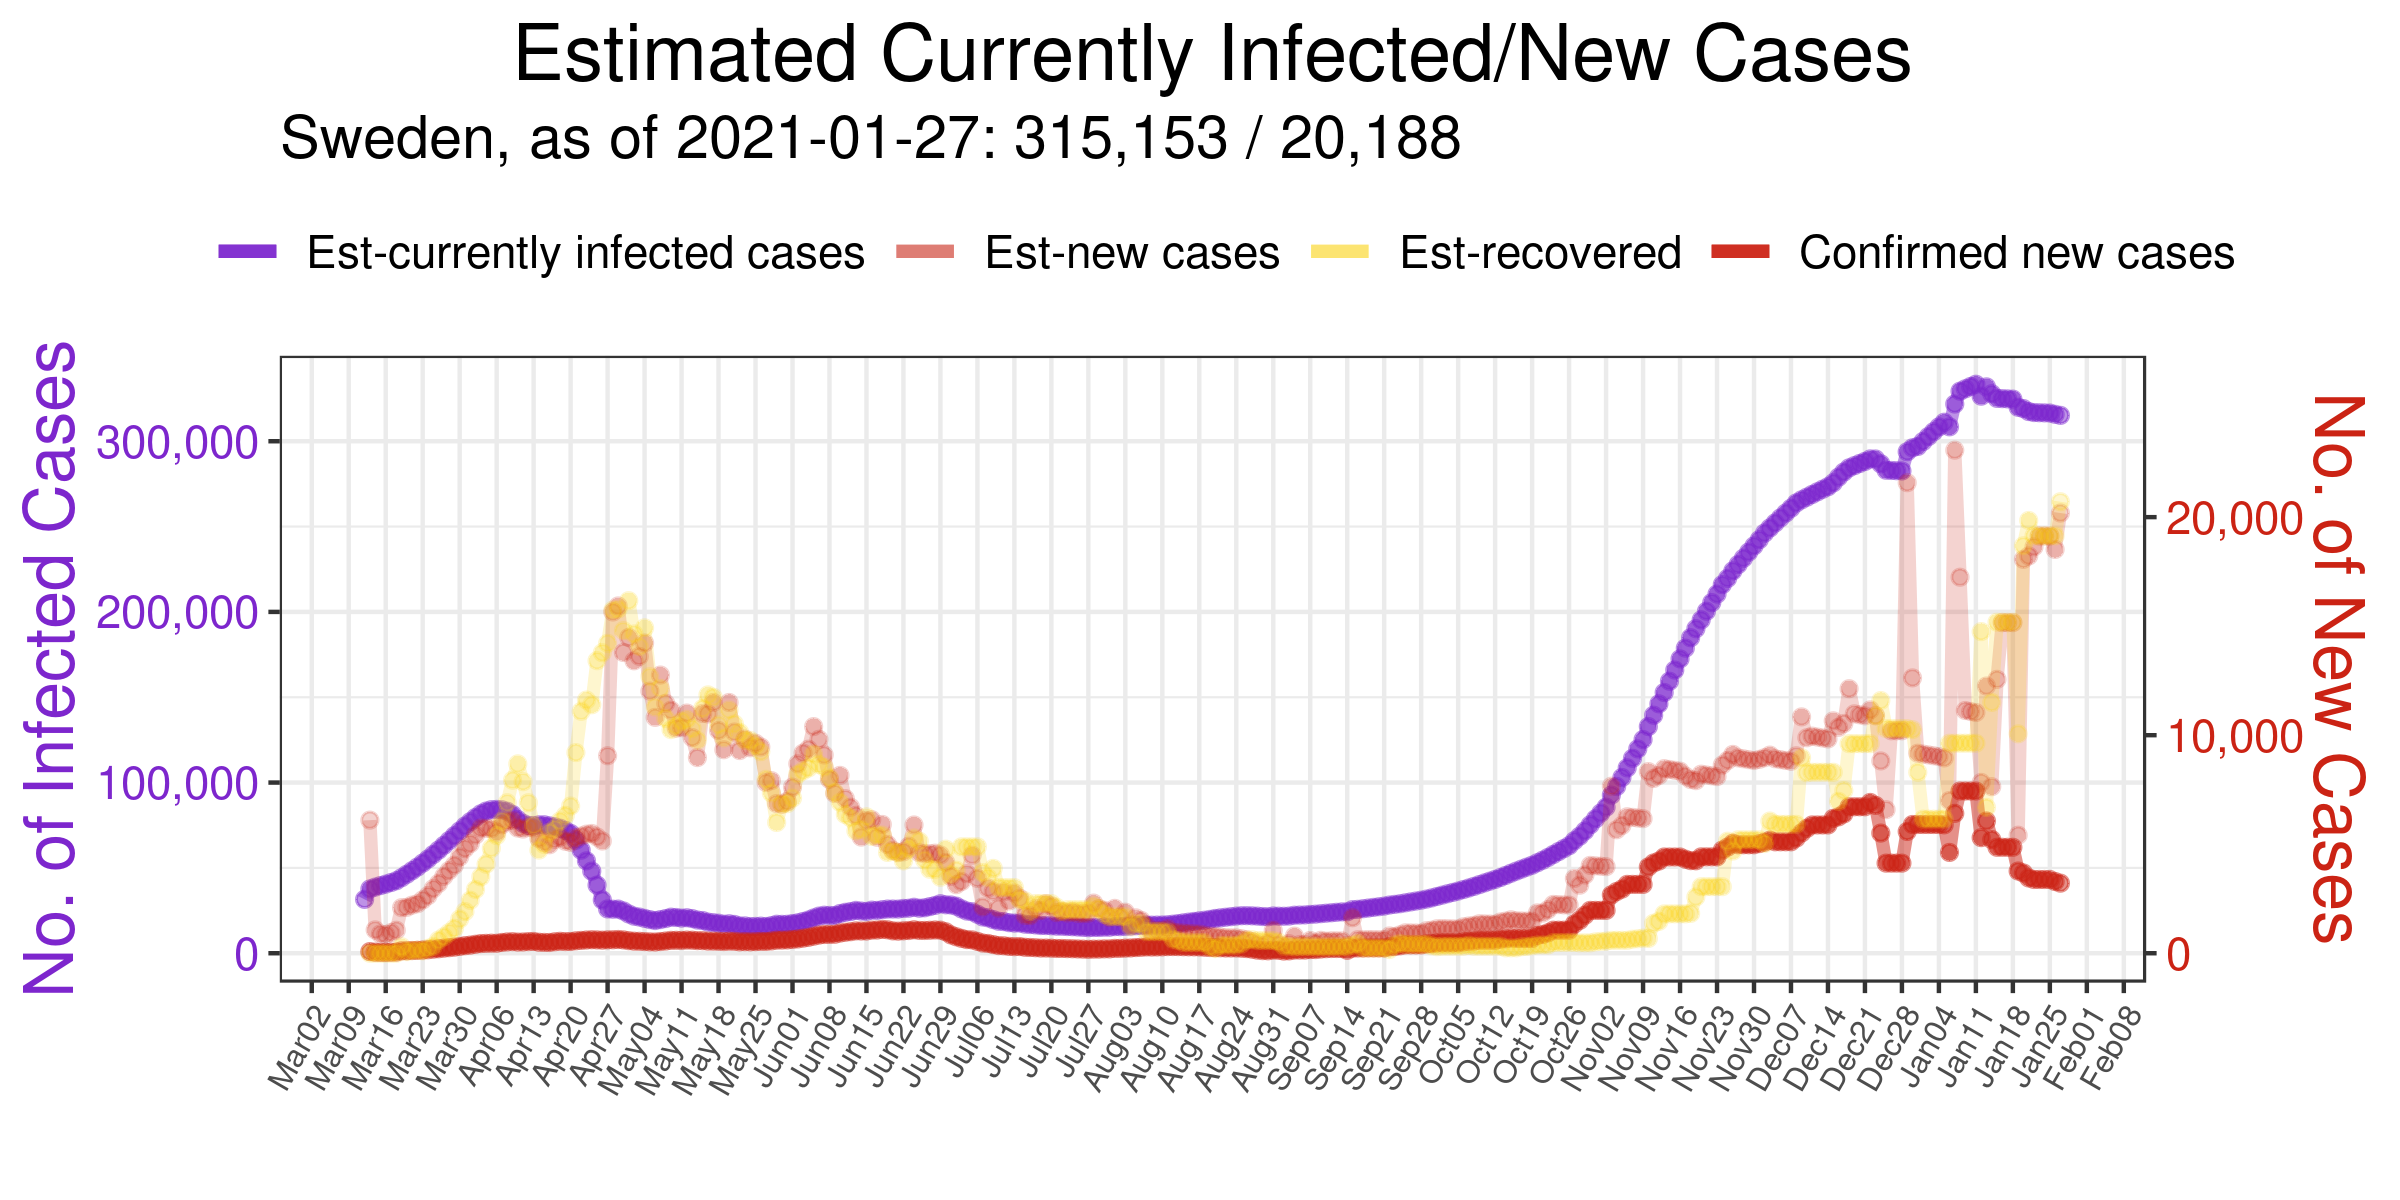 Estimated Currently Infected/New Cases
Sweden, as of 2021-01-27: 315,153 / 20,188
Est-currently infected cases Est-new cases Est-recovered Confirmed new cases
No. of Infected Cases
300,000
200,000
100,000
0
No. of New Cases
20,000
10,000
0
Mar02 Mar09 Mar16 Mar23 Mar30 Apr06 Apr13 Apr20 Apr27 May04 May11 May18 May25 Jun01 Jun08 Jun15 Jun22 Jun29 Jul06 Jul13 Jul20 Jul27 Aug03 Aug10 Aug17 Aug24 Aug31 Sep07 Sep14 Sep21 Sep28 Oct05 Oct12 Oct19 Oct26 Nov02 Nov09 Nov16 Nov23 Nov30 Dec07 Dec14 Dec21 Dec28 Jan04 Jan11 Jan18 Jan25 Feb01 Feb08